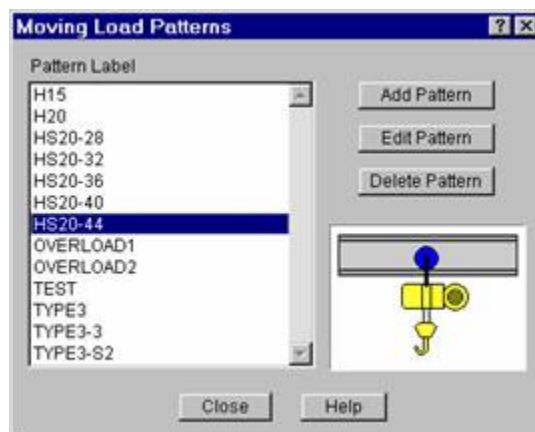 Moving Load Patterns
Pattern Label
H15
H20
HS20-28
HS20-32
HS20-36
HS20-40
HS20-44
OVERLOAD1
OVERLOAD2
TEST
TYPE3
TYPE3-3
TYPE3-S2
Add Pattern
Edit Pattern
Delete Pattern
Close
Help